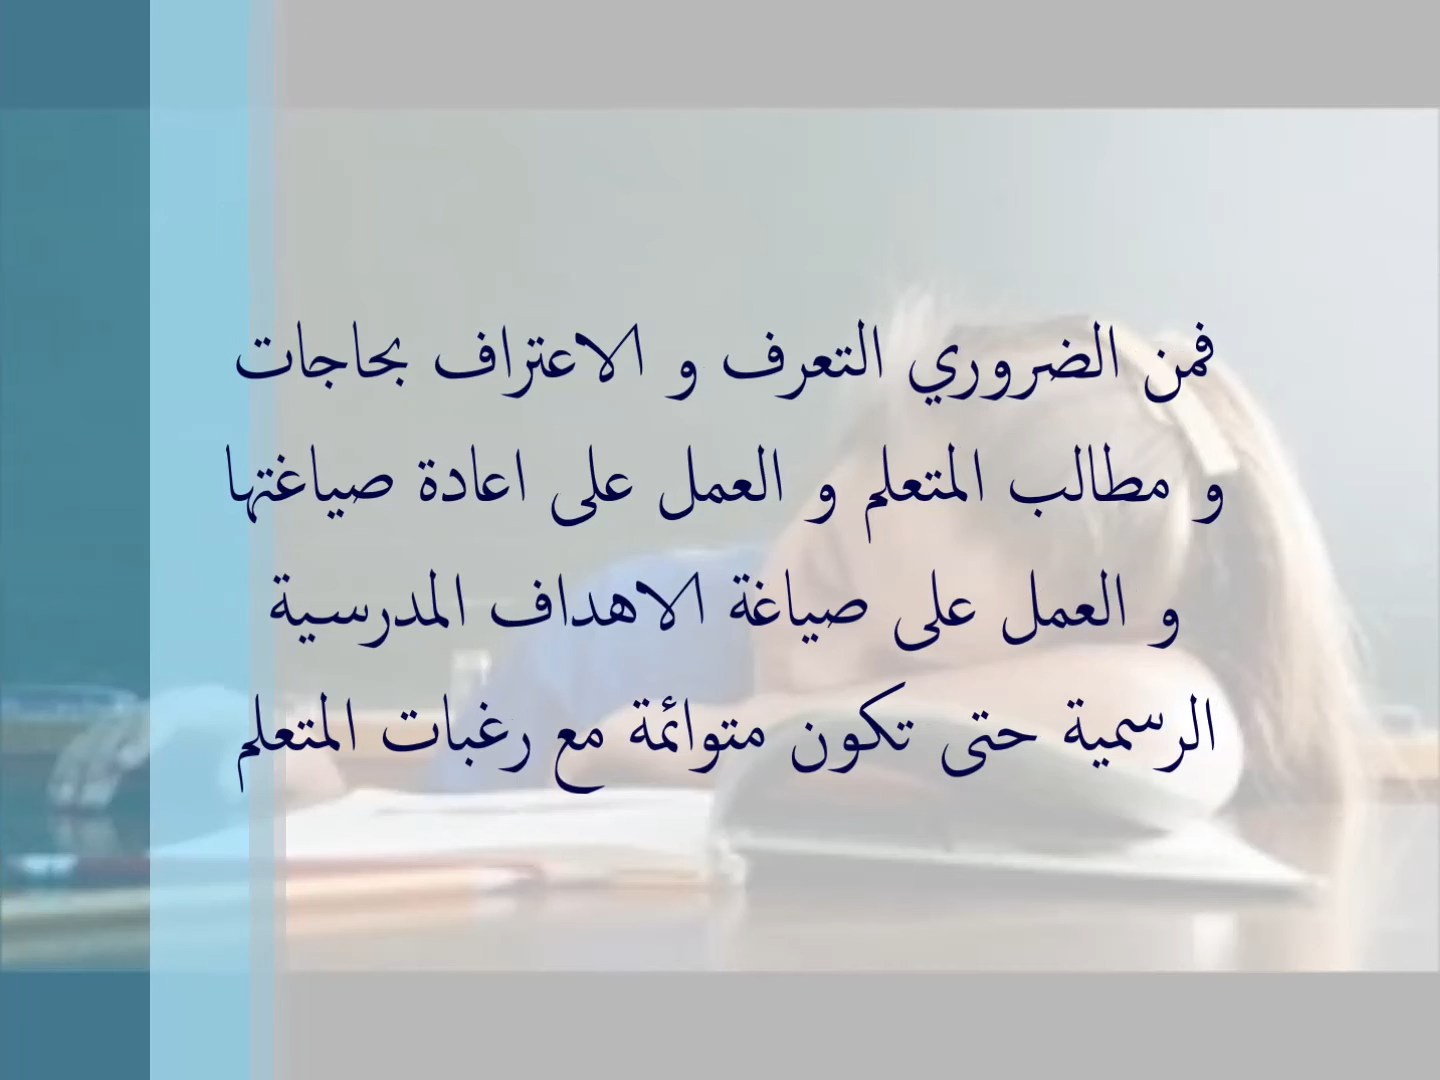 فمن الضروري التعرف و الاعتراف بحاجات
و مطالب المتعلم و العمل على اعادة صياغتها
و العمل على صياغة الاهداف المدرسية
الرسمية حتى تكون متوائمة مع رغبات المتعلم